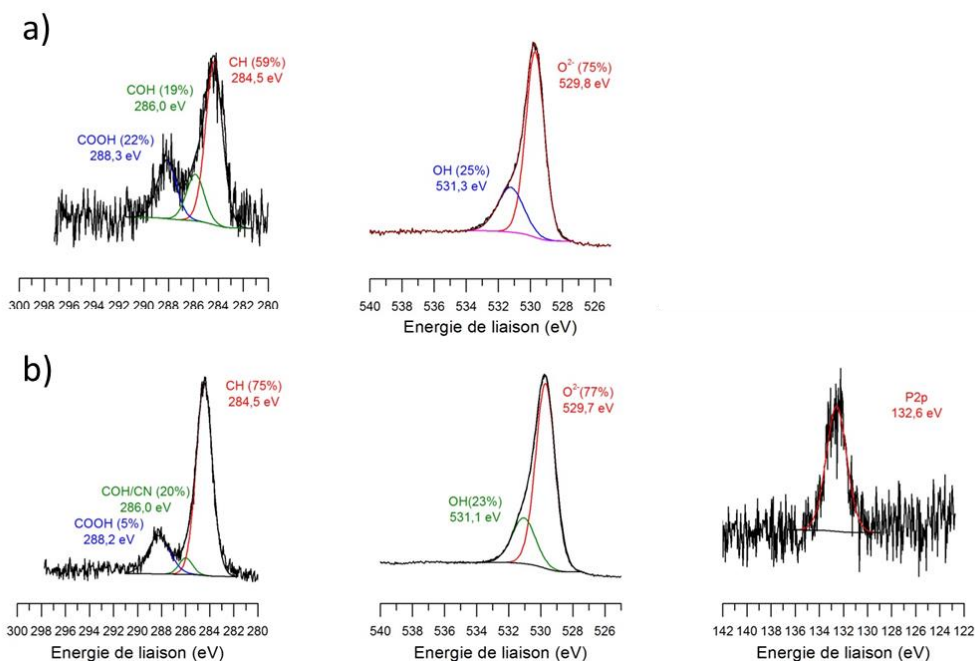 a)
CH (59%)
284,5 eV
COH (19%)
286,0 eV
COOH (22%)
288,3 eV
300 298 296 294 292 290 288 286 284 282 280
O²⁻ (75%)
529,8 eV
OH (25%)
531,3 eV
540 538 536 534 532 530 528 526
Energie de liaison (eV)
b)
CH (75%)
284,5 eV
COH/CN (20%)
286,0 eV
COOH (5%)
288,2 eV
300 298 296 294 292 290 288 286 284 282 280
Energie de liaison (eV)
O²⁻(77%)
529,7 eV
OH(23%)
531,1 eV
540 538 536 534 532 530 528 526
Energie de liaison (eV)
P2p
132,6 eV
142 140 138 136 134 132 130 128 126 124 122
Energie de liaison (eV)